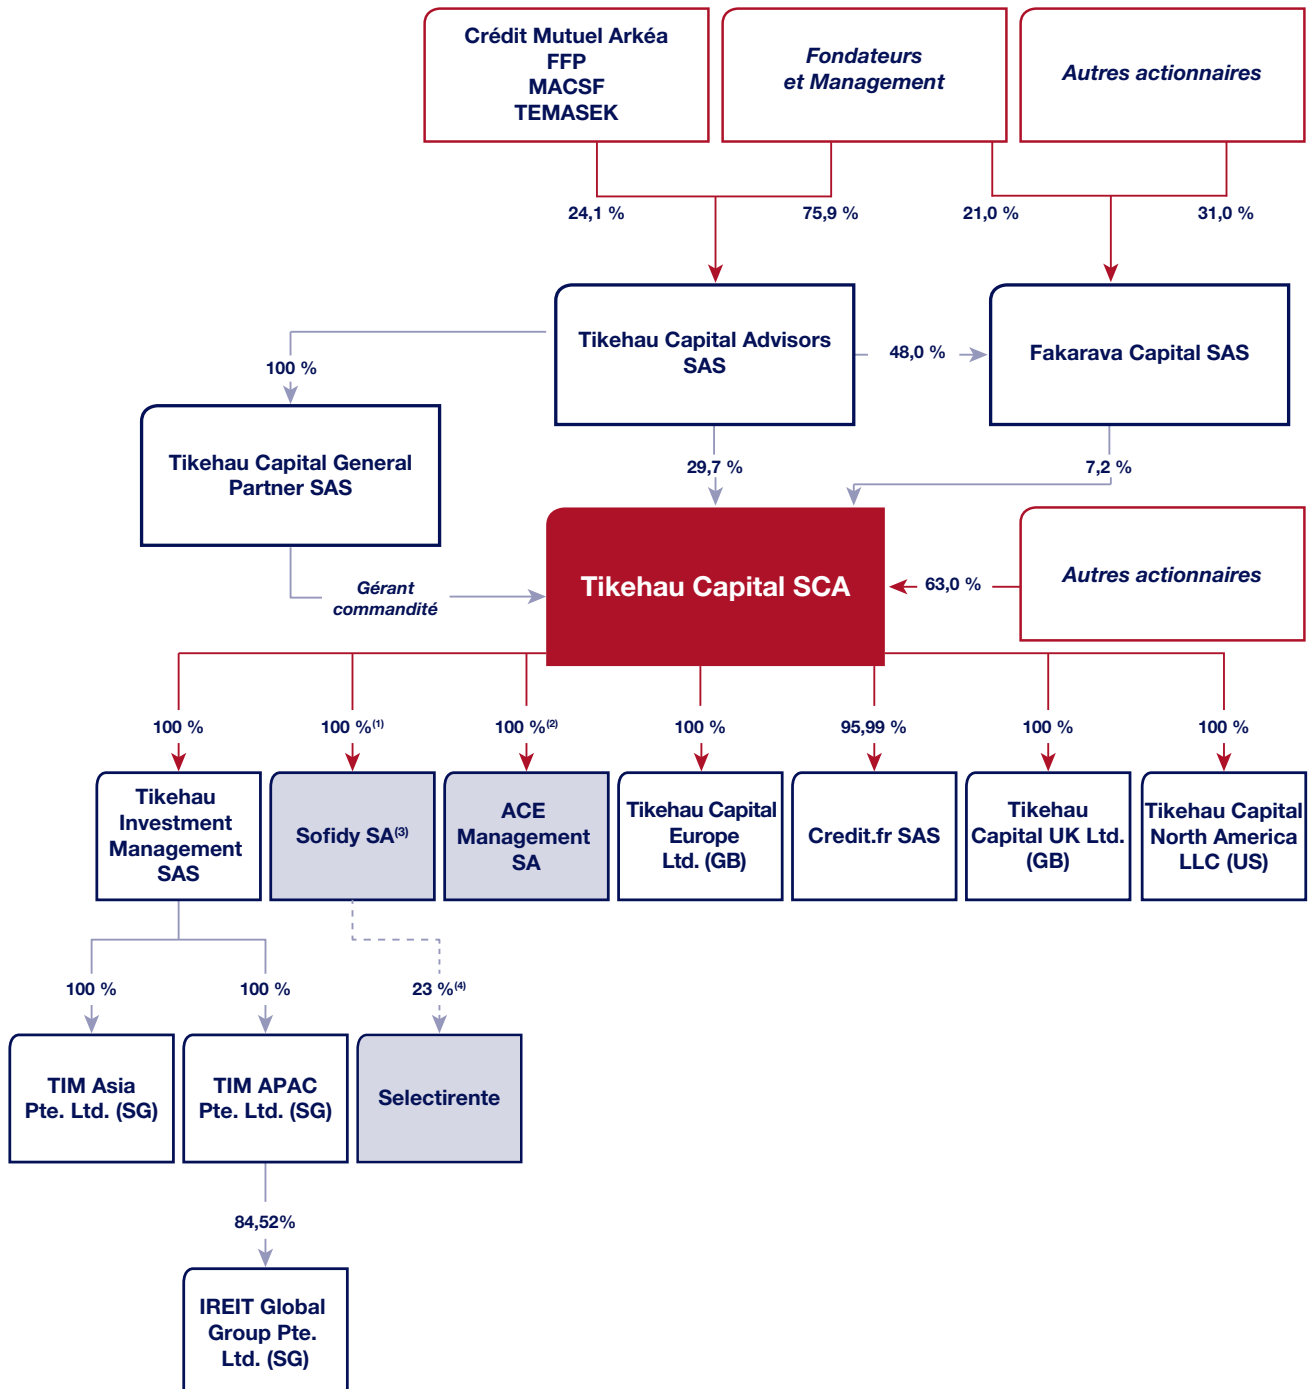 Crédit Mutuel Arkéa
FFP
MACSF
TEMASEK
Fondateurs
et Management
Autres actionnaires
24,1 %
75,9 %
21,0 %
31,0 %
Tikehau Capital Advisors
SAS
48,0 %
Fakarava Capital SAS
100 %
Tikehau Capital General
Partner SAS
29,7 %
7,2 %
Gérant
commandité
Tikehau Capital SCA
63,0 %
Autres actionnaires
100 %
100 %(1)
100 %(2)
100 %
95,99 %
100 %
100 %
Tikehau
Investment
Management
SAS
Sofidy SA(3)
ACE
Management
SA
Tikehau Capital
Europe
Ltd. (GB)
Credit.fr SAS
Tikehau
Capital UK Ltd.
(GB)
Tikehau Capital
North America
LLC (US)
100 %
100 %
23 %(4)
TIM Asia
Pte. Ltd. (SG)
TIM APAC
Pte. Ltd. (SG)
Selectirente
84,52%
IREIT Global
Group Pte.
Ltd. (SG)